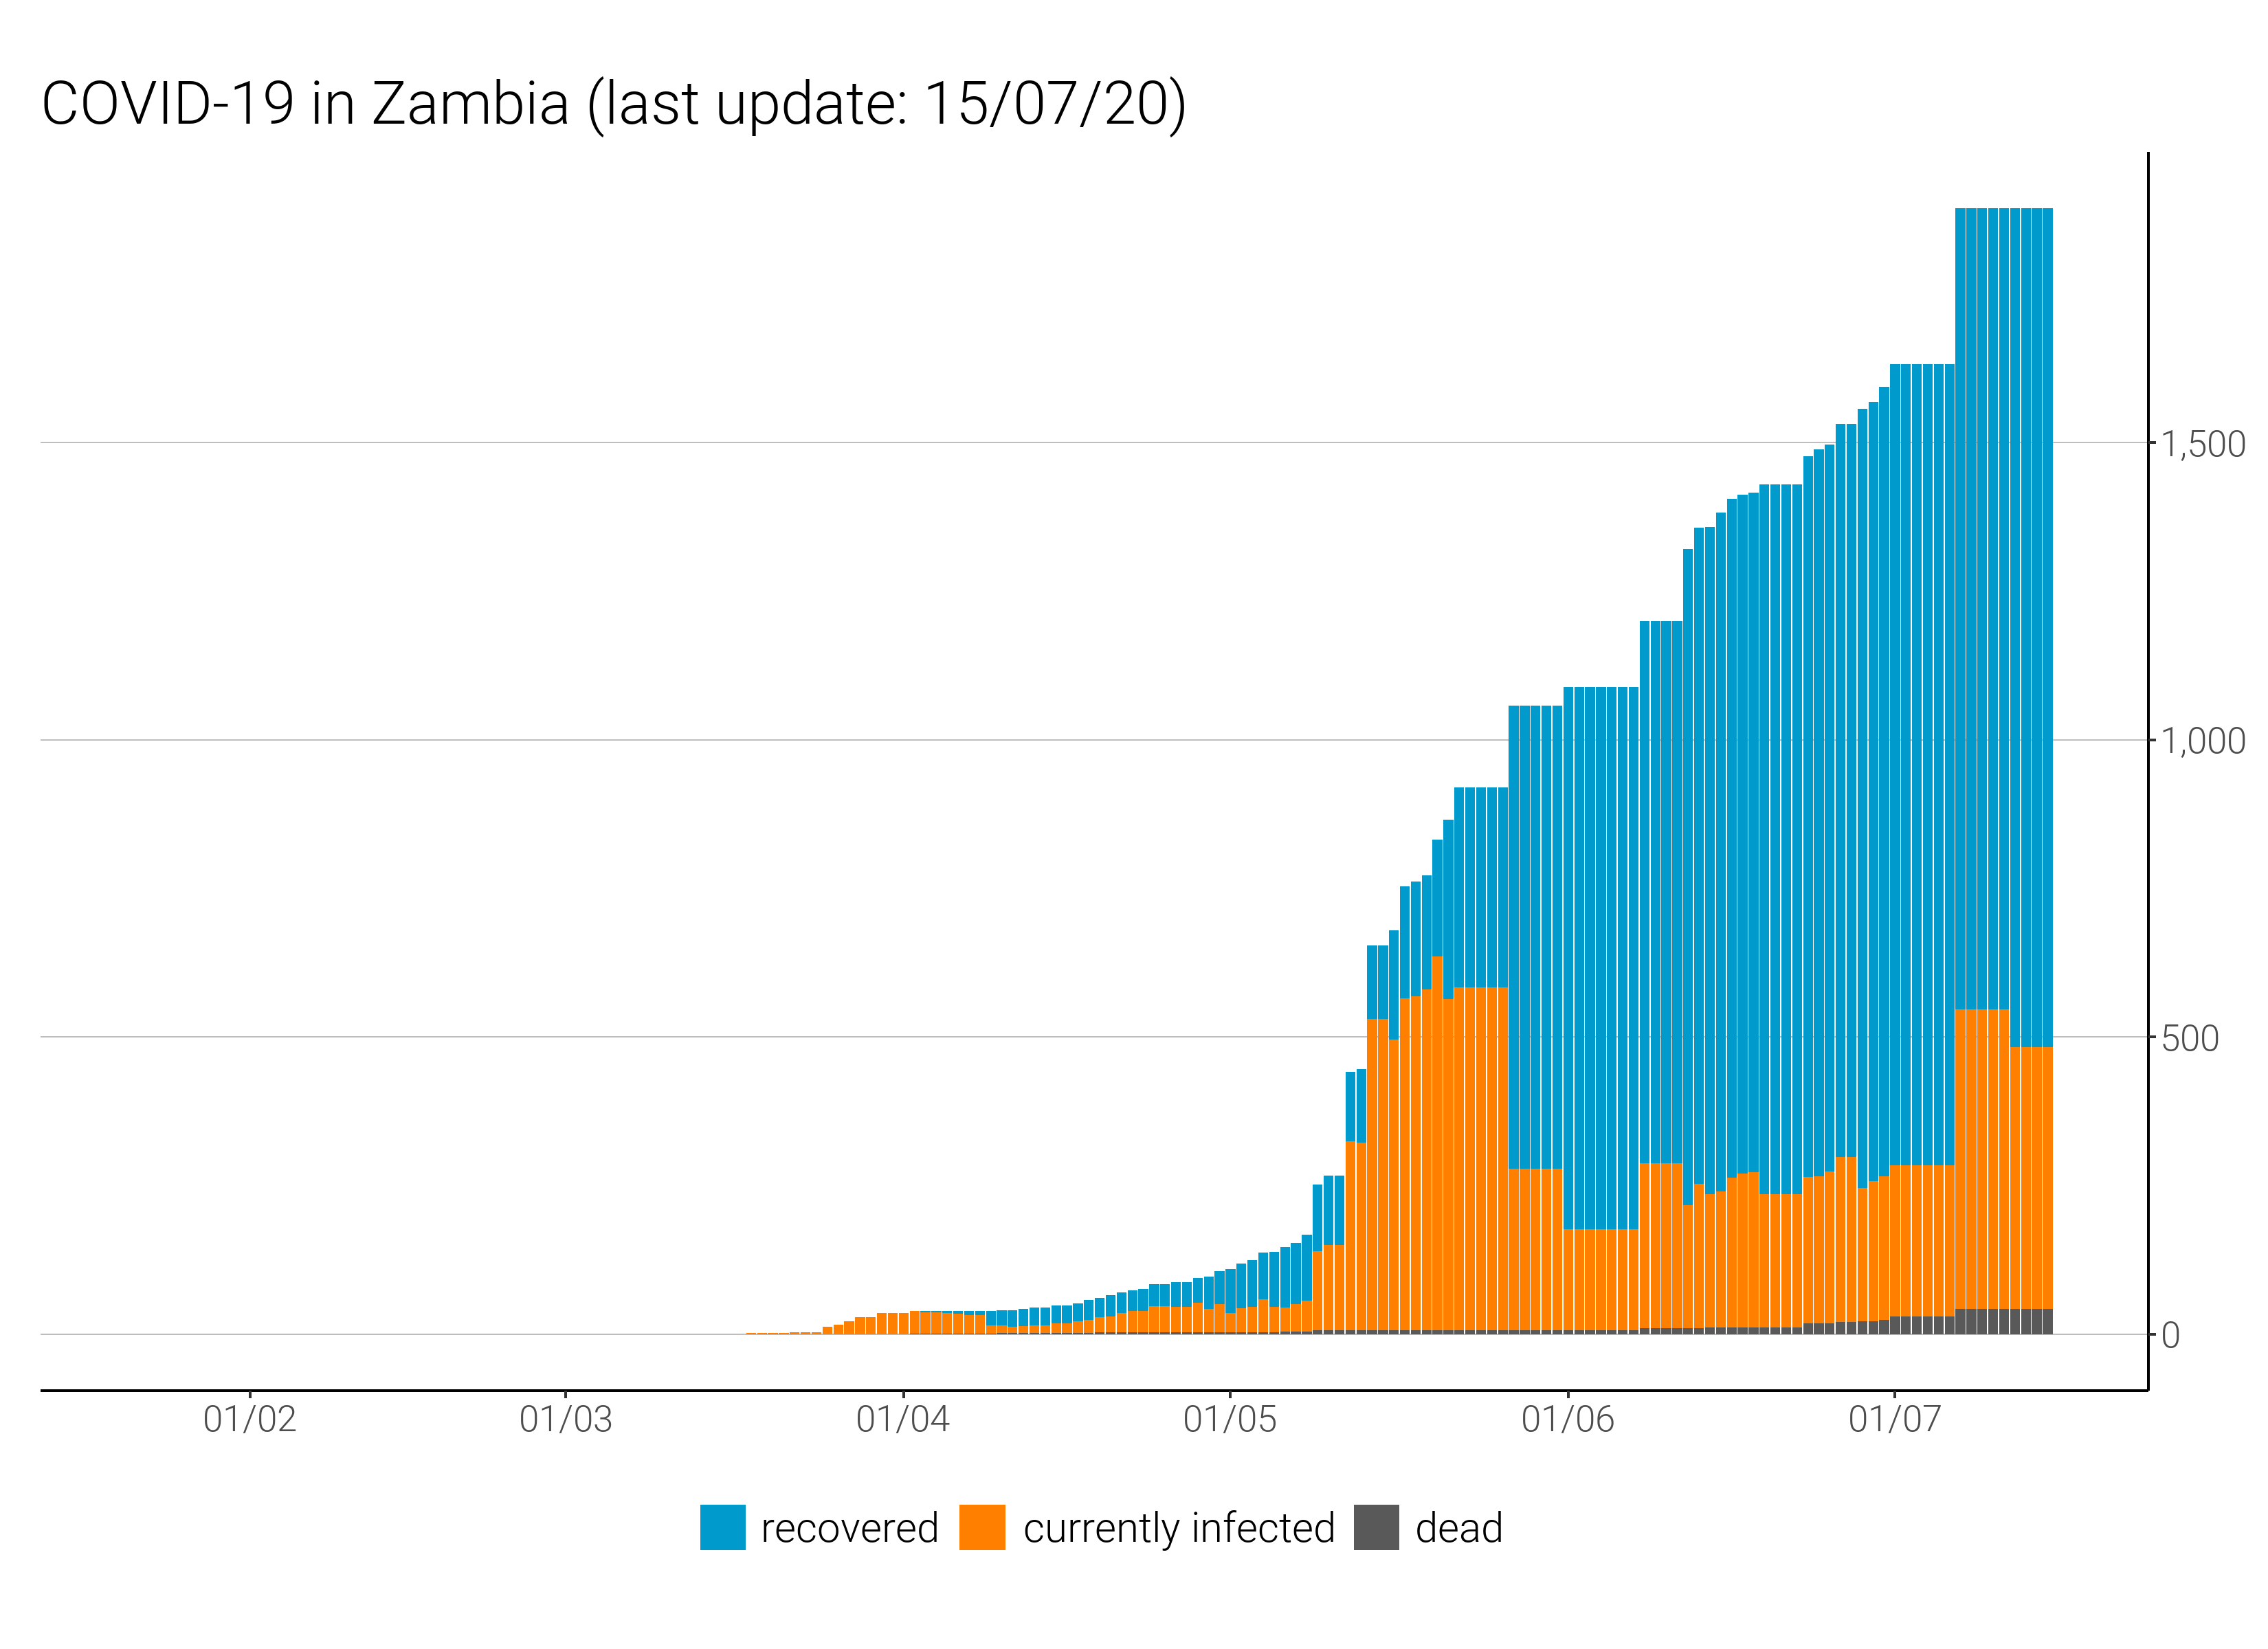 COVID-19 in Zambia (last update: 15/07/20)
1,500
1,000
500
0
01/02 01/03 01/04 01/05 01/06 01/07
recovered currently infected dead